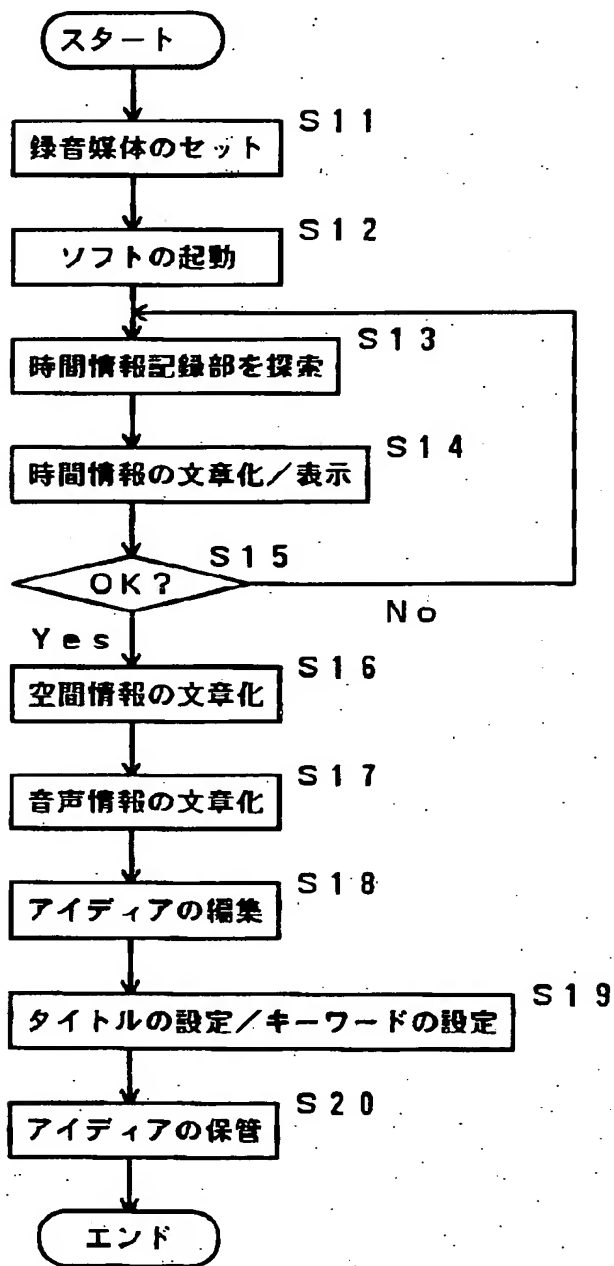 スタート
S11
録音媒体のセット
S12
ソフトの起動
S13
時間情報記録部を探索
S14
時間情報の文章化／表示
S15
OK?
No
Yes
S16
空間情報の文章化
S17
音声情報の文章化
S18
アイディアの編集
S19
タイトルの設定／キーワードの設定
S20
アイディアの保管
エンド